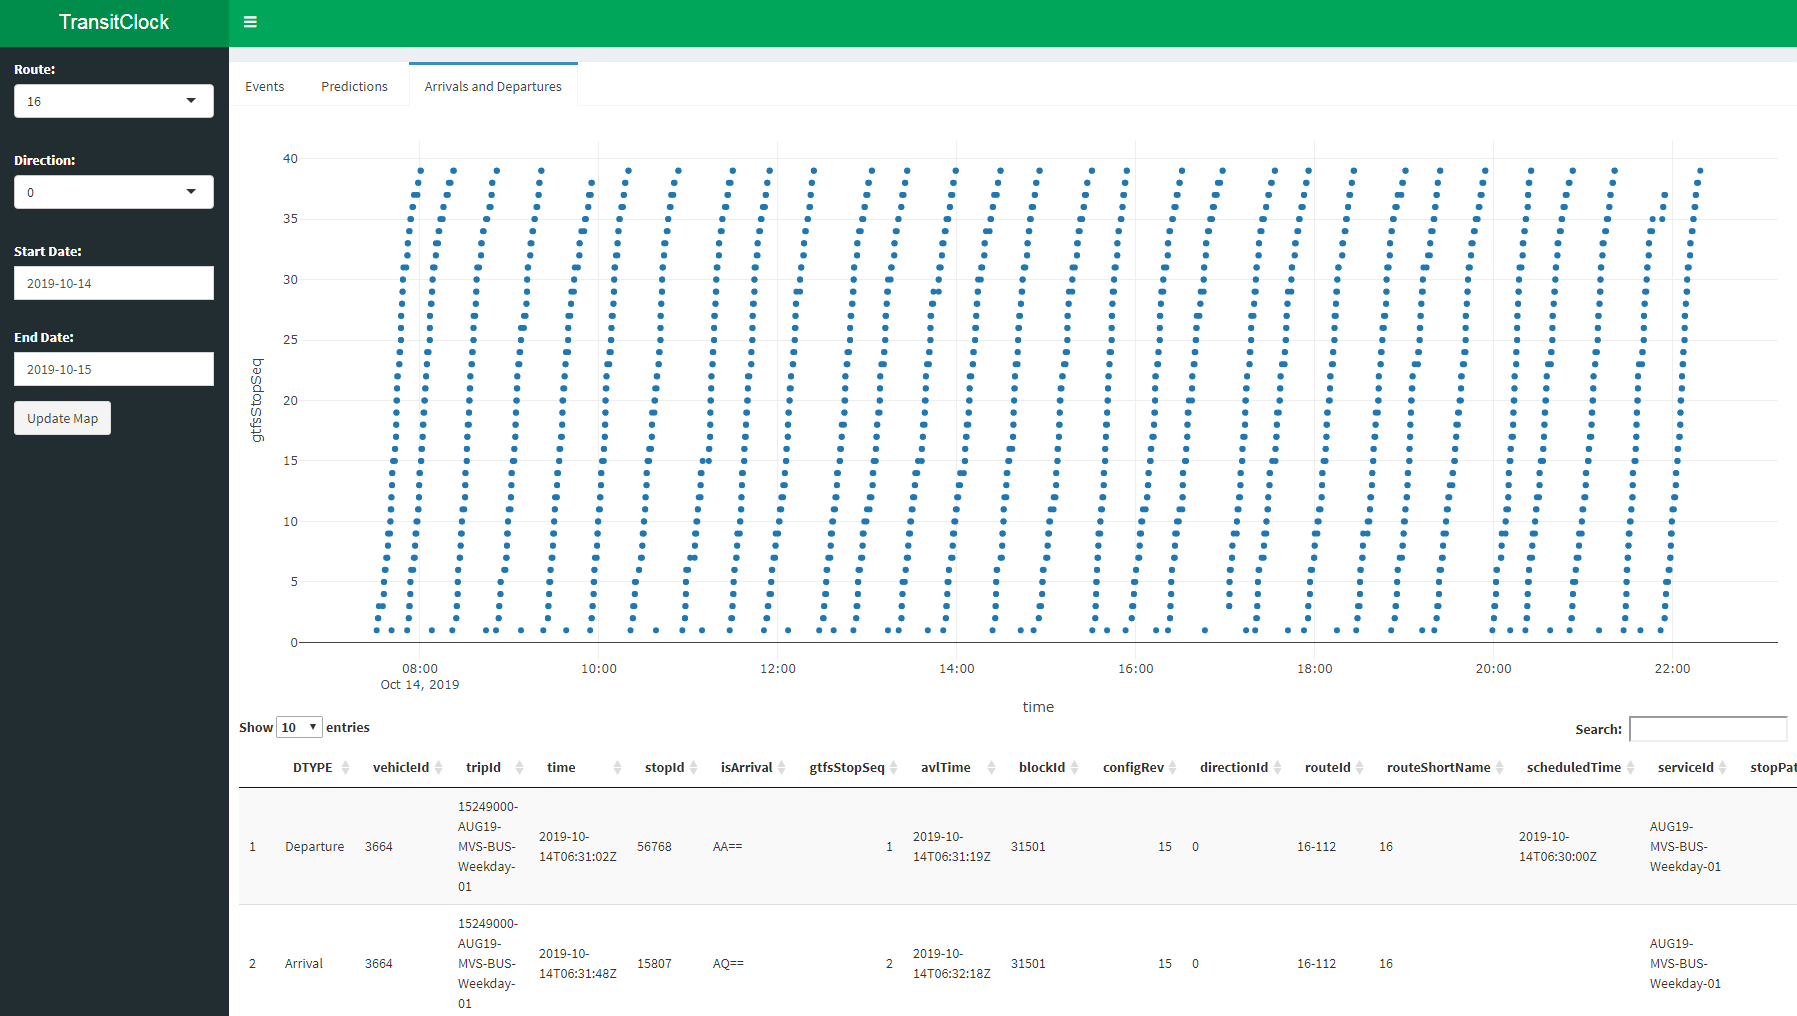 TransitClock
Route:
16
Direction:
0
Start Date:
2019-10-14
End Date:
2019-10-15
Update Map
Events Predictions Arrivals and Departures
gtfsStopSeq
40
35
30
25
20
15
10
5
0
08:00 10:00 12:00 14:00 16:00 18:00 20:00 22:00
Oct 14, 2019
time
Show 10 entries Search:
DTYPE vehicleId tripId time stopId isArrival gtfsStopSeq avlTime blockId configRev directionId routeId routeShortName scheduledTime serviceId stopPat
15249000-
AUG19- AUG19-
2019-10- 2019-10- 2019-10-
1 Departure 3664 MVS-BUS- 56768 AA== 1 31501 15 0 16-112 16 MVS-BUS-
14T06:31:02Z 14T06:31:19Z 14T06:30:00Z
Weekday- Weekday-01
01
15249000-
AUG19- AUG19-
2019-10- 2019-10-
2 Arrival 3664 MVS-BUS- 15807 AQ== 2 31501 15 0 16-112 16 MVS-BUS-
14T06:31:48Z 14T06:32:18Z
Weekday- Weekday-01
01